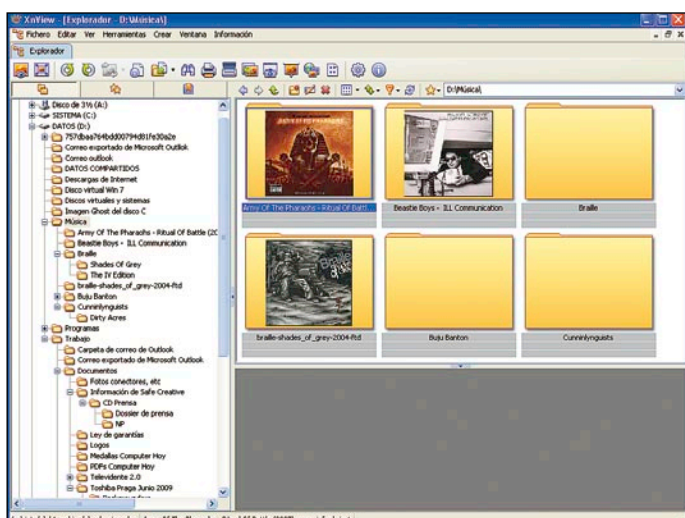 XnView - [Explorador - D:\Música\]
Fichero Editar Ver Herramientas Crear Ventana Información
Explorador
D:\Música\
Disco de 3½ (A:)
SISTEMA (C:)
DATOS (D:)
757dbaa764bdd00794d81fe30a2e
Correo exportado de Microsoft Outllok
Correo outlook
DATOS COMPARTIDOS
Descargas de Internet
Disco virtual Win 7
Discos virtuales y sistemas
Imagen Ghost del disco C
Música
Army Of The Pharaohs - Ritual Of Battle (2C
Beastie Boys - ILL Communication
Braille
Shades Of Grey
The IV Edition
braille-shades_of_grey-2004-ftd
Buju Banton
Cunninlynguists
Dirty Acres
Programas
Trabajo
Carpeta de correo de Outlook
Correo exportado de Microsoft Outllok
Documentos
Fotos conectores, etc
Información de Safe Creative
CD Prensa
Dossier de prensa
NP
Ley de garantías
Logos
Medallas Computer Hoy
PDFs Computer Hoy
Televidente 2.0
Toshiba Praga Junio 2009
Army Of The Pharaohs - Ritual Of Battl...
Beastie Boys - ILL Communication
Braille
braille-shades_of_grey-2004-ftd
Buju Banton
Cunninlynguists